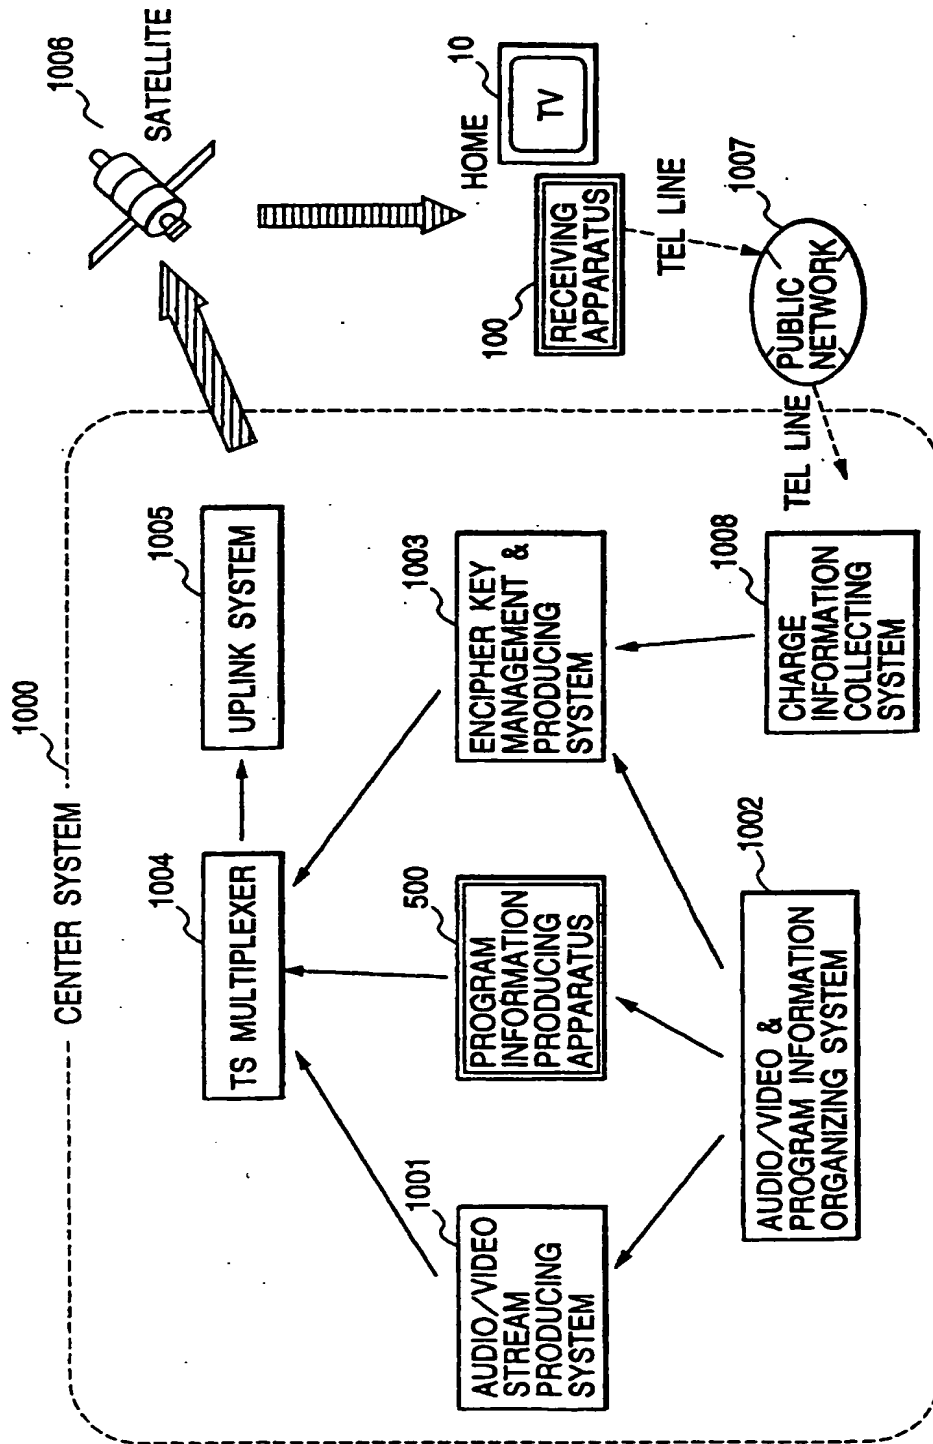 CENTER SYSTEM
1000
1004
TS MULTIPLEXER
1005
UPLINK SYSTEM
1006
SATELLITE
1001
AUDIO/VIDEO
STREAM
PRODUCING
SYSTEM
500
PROGRAM
INFORMATION
PRODUCING
APPARATUS
1003
ENCIPHER KEY
MANAGEMENT &
PRODUCING
SYSTEM
HOME
10
TV
100
RECEIVING
APPARATUS
TEL LINE
1007
PUBLIC
NETWORK
TEL LINE
1002
AUDIO/VIDEO &
PROGRAM INFORMATION
ORGANIZING SYSTEM
1008
CHARGE
INFORMATION
COLLECTING
SYSTEM